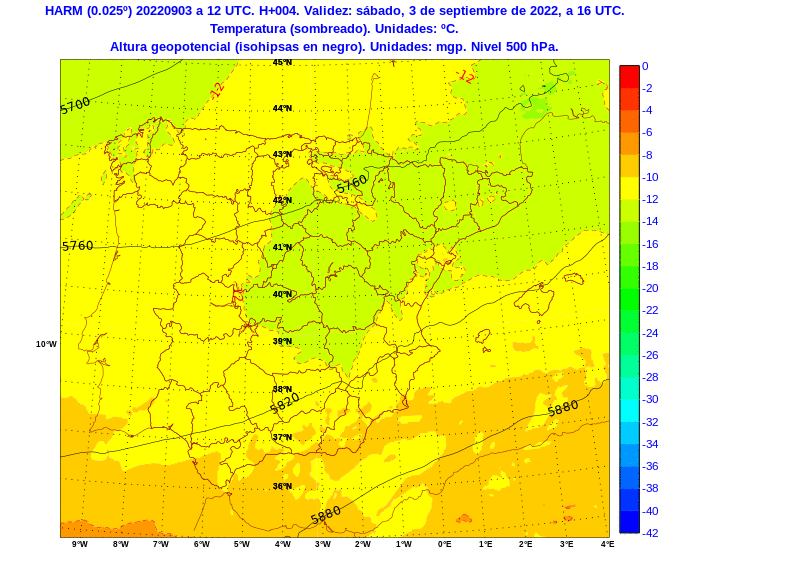 HARM (0.025º) 20220903 a 12 UTC. H+004. Validez: sábado, 3 de septiembre de 2022, a 16 UTC.
Temperatura (sombreado). Unidades: ºC.
Altura geopotencial (isohipsas en negro). Unidades: mgp. Nivel 500 hPa.
45°N
0
-12
-12
-2
5700
44°N
-4
-6
43°N
-8
5760
-10
42°N
-12
-14
5760
41°N
-16
-18
-12
40°N
-20
-22
10°W
39°N
-24
-26
38°N
-28
5820
5880
-30
37°N
-32
-34
36°N
-36
5880
-38
-40
-42
9°W 8°W 7°W 6°W 5°W 4°W 3°W 2°W 1°W 0°E 1°E 2°E 3°E 4°E